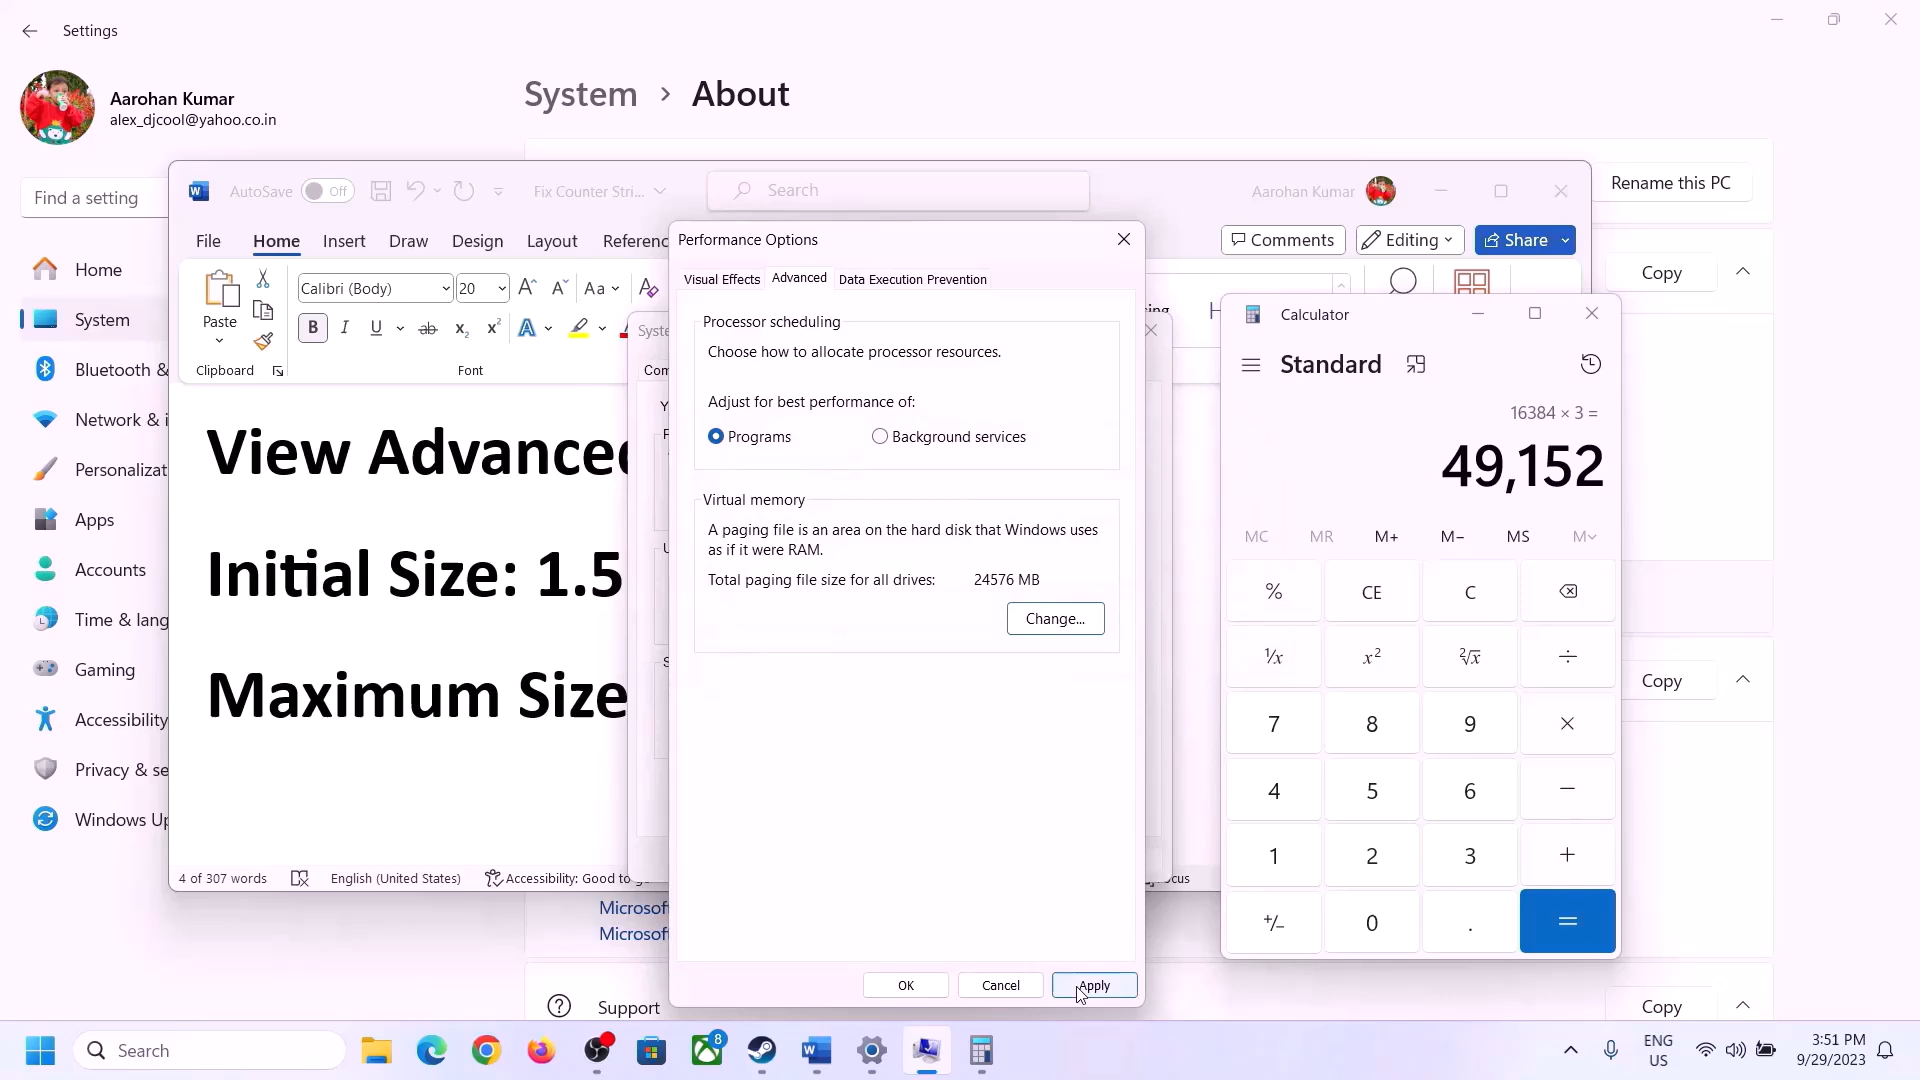 Settings
Aarohan Kumar
alex_djcool@yahoo.co.in
System > About
Find a setting
Home
System
Bluetooth &
Network & i
Personalizat
Apps
Accounts
Time & lang
Gaming
Accessibility
Privacy & se
Windows Up
Rename this PC
Copy
Copy
Copy
AutoSave Off
Fix Counter Stri...
Search
Aarohan Kumar
File Home Insert Draw Design Layout Referenc
Comments Editing Share
Paste
Calibri (Body) 20
Aa
B I U ab x₂ x² A
Clipboard Font
View Advanced
Initial Size: 1.5
Maximum Size
4 of 307 words English (United States) Accessibility: Good to
Microsof
Microsof
Support
Performance Options
Visual Effects Advanced Data Execution Prevention
Processor scheduling
Choose how to allocate processor resources.
Adjust for best performance of:
Programs Background services
Virtual memory
A paging file is an area on the hard disk that Windows uses
as if it were RAM.
Total paging file size for all drives: 24576 MB
Change...
OK Cancel Apply
Calculator
Standard
16384 × 3 =
49,152
MC MR M+ M− MS M
% CE C
⅟x x² ²√x ÷
7 8 9 ×
4 5 6 −
1 2 3 +
+/− 0 . =
Search
8
ENG
US
3:51 PM
9/29/2023